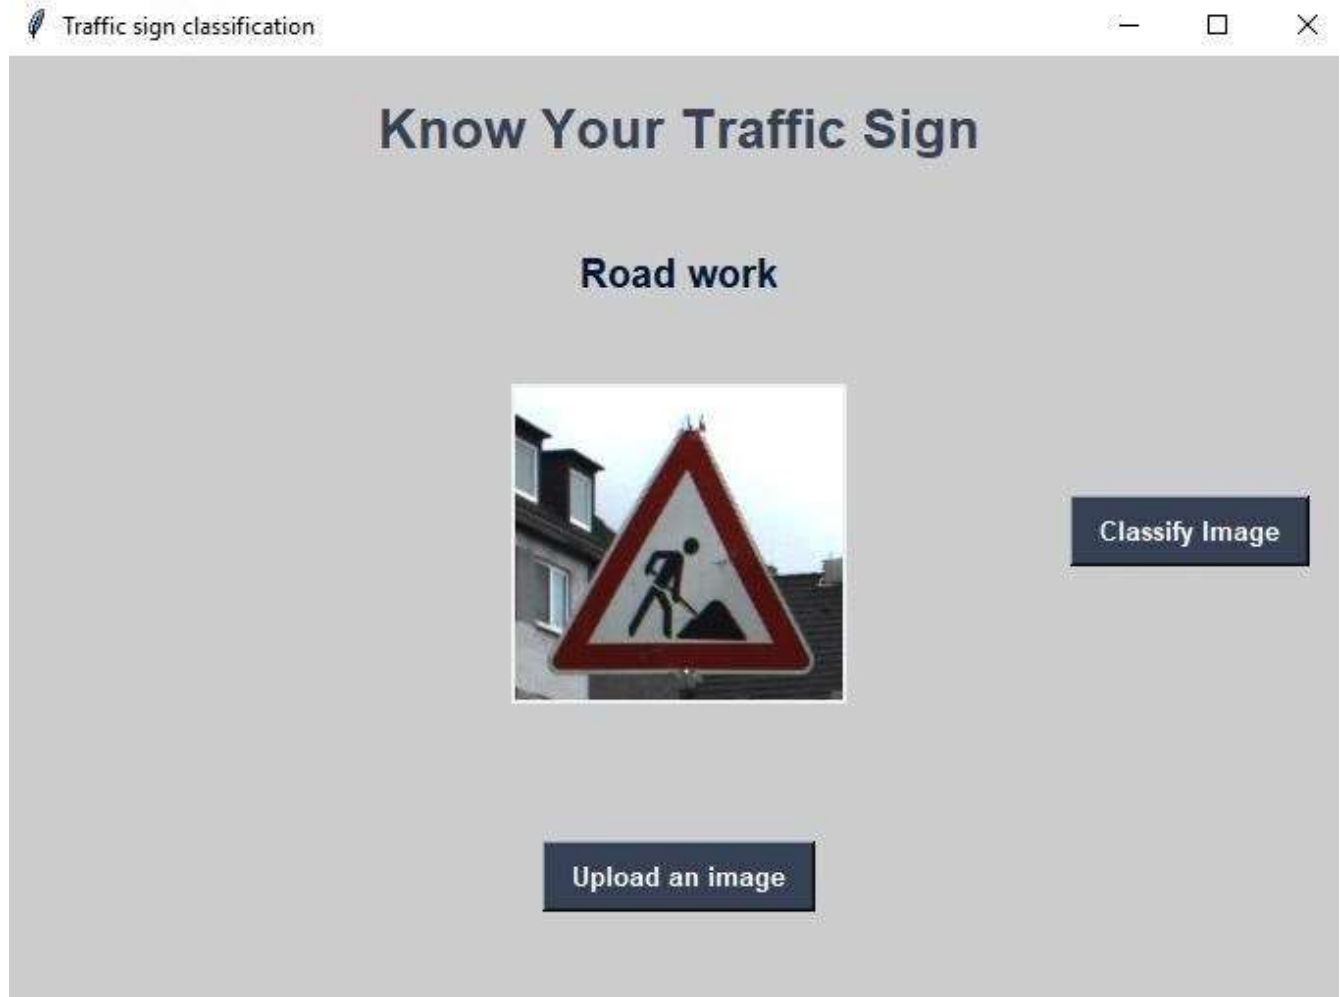 Traffic sign classification
Know Your Traffic Sign
Road work
Classify Image
Upload an image